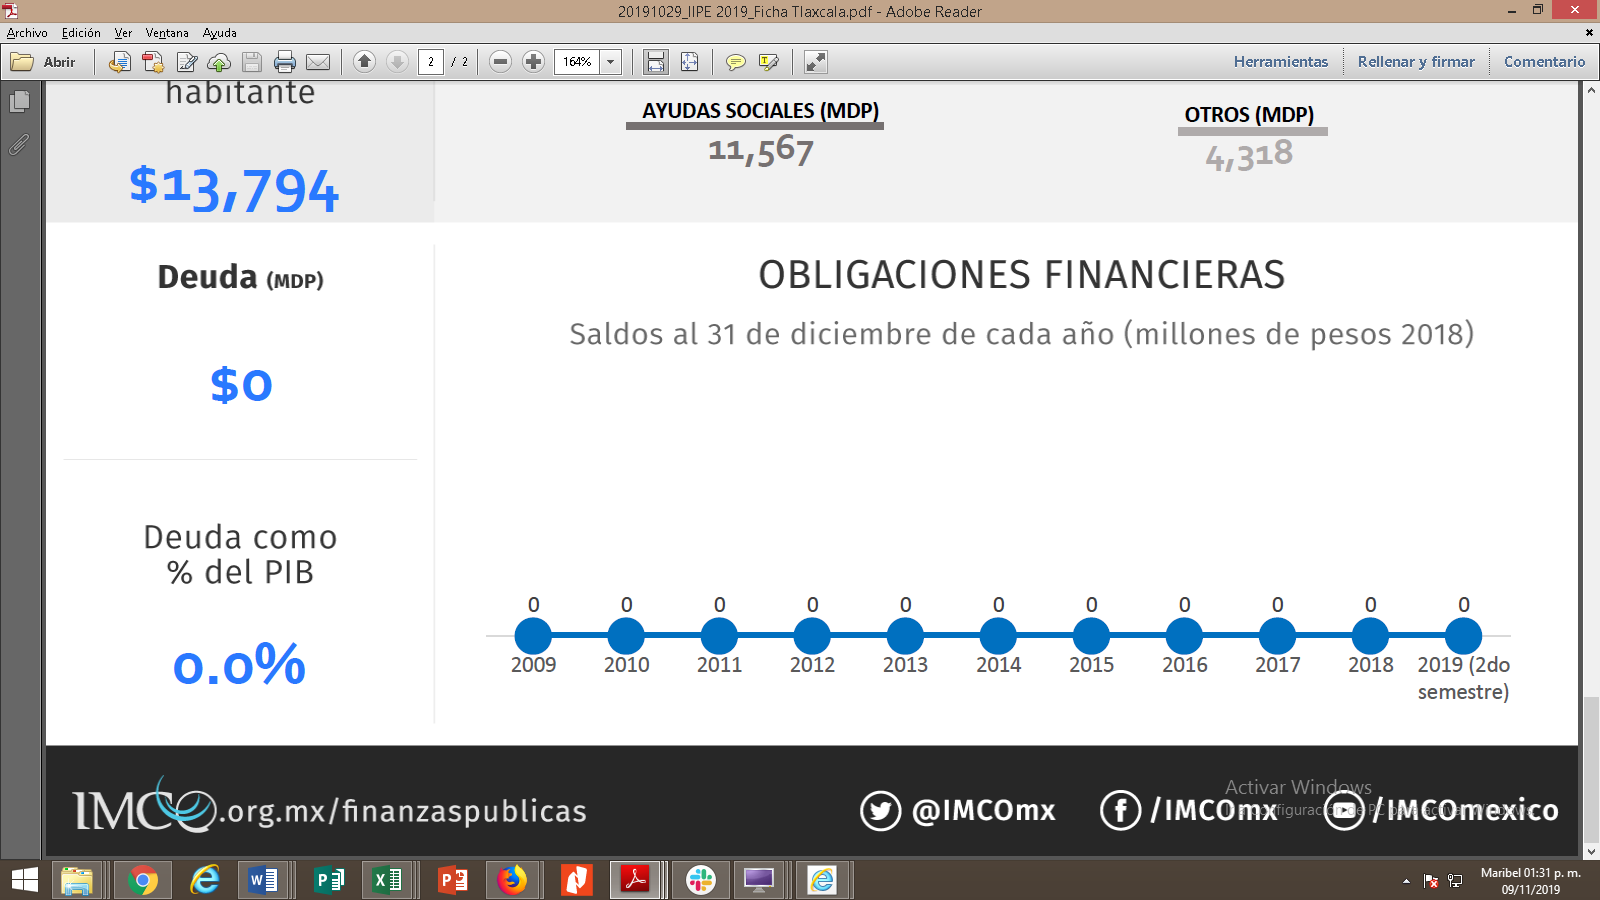 20191029_IIPE 2019_Ficha Tlaxcala.pdf - Adobe Reader
Archivo Edición Ver Ventana Ayuda
Abrir 2 / 2 164% Herramientas Rellenar y firmar Comentario
habitante
$13,794
AYUDAS SOCIALES (MDP)
11,567
OTROS (MDP)
4,318
Deuda (MDP)
$0
Deuda como
% del PIB
0.0%
OBLIGACIONES FINANCIERAS
Saldos al 31 de diciembre de cada año (millones de pesos 2018)
0 0 0 0 0 0 0 0 0 0 0
2009 2010 2011 2012 2013 2014 2015 2016 2017 2018 2019 (2do
semestre)
IMCO.org.mx/finanzaspublicas
@IMCOmx
/IMCOmx
/IMCOmexico
Activar Windows
Maribel 01:31 p. m.
09/11/2019